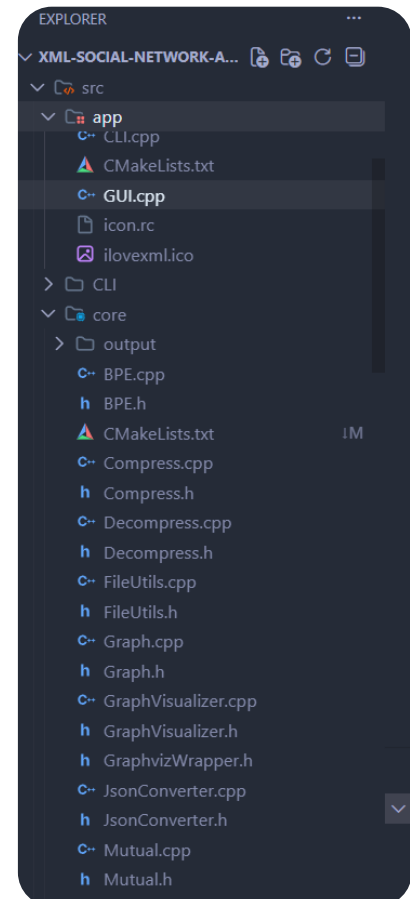 EXPLORER ...
XML-SOCIAL-NETWORK-A...
src
app
CLI.cpp
CMakeLists.txt
C++ GUI.cpp
icon.rc
ilovexml.ico
CLI
core
output
C++ BPE.cpp
h BPE.h
CMakeLists.txt ↓M
C++ Compress.cpp
h Compress.h
C++ Decompress.cpp
h Decompress.h
C++ FileUtils.cpp
h FileUtils.h
C++ Graph.cpp
h Graph.h
C++ GraphVisualizer.cpp
h GraphVisualizer.h
h GraphvizWrapper.h
C++ JsonConverter.cpp
h JsonConverter.h
C++ Mutual.cpp
h Mutual.h